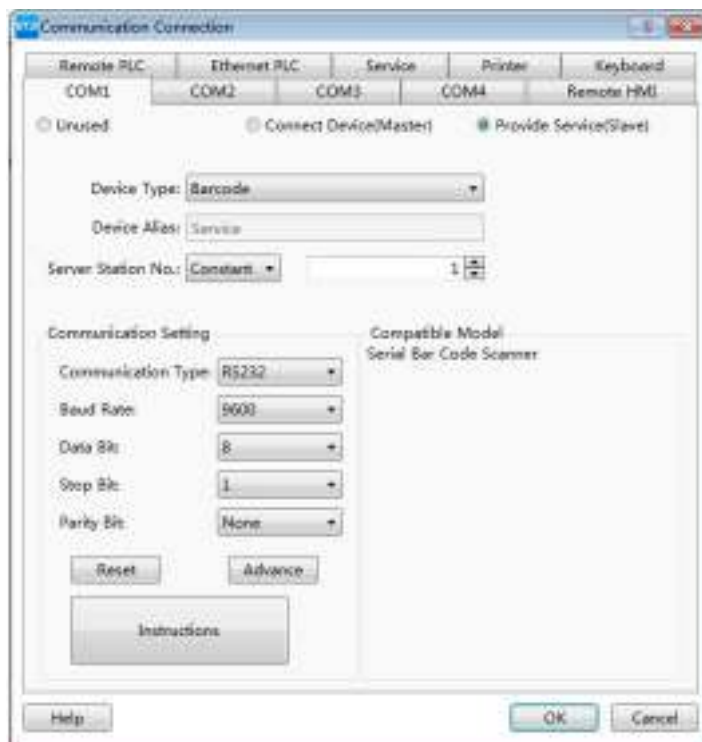 Communication Connection
Remote PLC Ethernet PLC Service Printer Keyboard
COM1 COM2 COM3 COM4 Remote HMI
Unused Connect Device(Master) Provide Service(Slave)
Device Type: Barcode
Device Alias: Service
Server Station No.: Constant 1
Communication Setting Compatible Model
Serial Bar Code Scanner
Communication Type: RS232
Baud Rate: 9600
Data Bit: 8
Stop Bit: 1
Parity Bit: None
Reset Advance
Instructions
Help OK Cancel